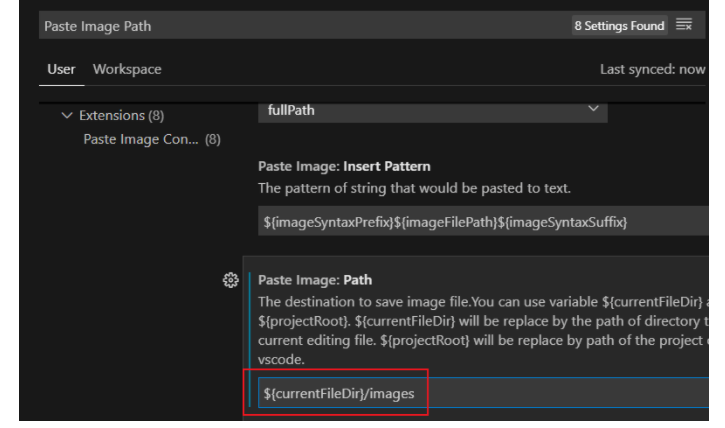 Paste Image Path
8 Settings Found
User Workspace
Last synced: now
Extensions (8)
Paste Image Con... (8)
fullPath
Paste Image: Insert Pattern
The pattern of string that would be pasted to text.
${imageSyntaxPrefix}${imageFilePath}${imageSyntaxSuffix}
Paste Image: Path
The destination to save image file.You can use variable ${currentFileDir}
${projectRoot}. ${currentFileDir} will be replace by the path of directory
current editing file. ${projectRoot} will be replace by path of the project
vscode.
${currentFileDir}/images